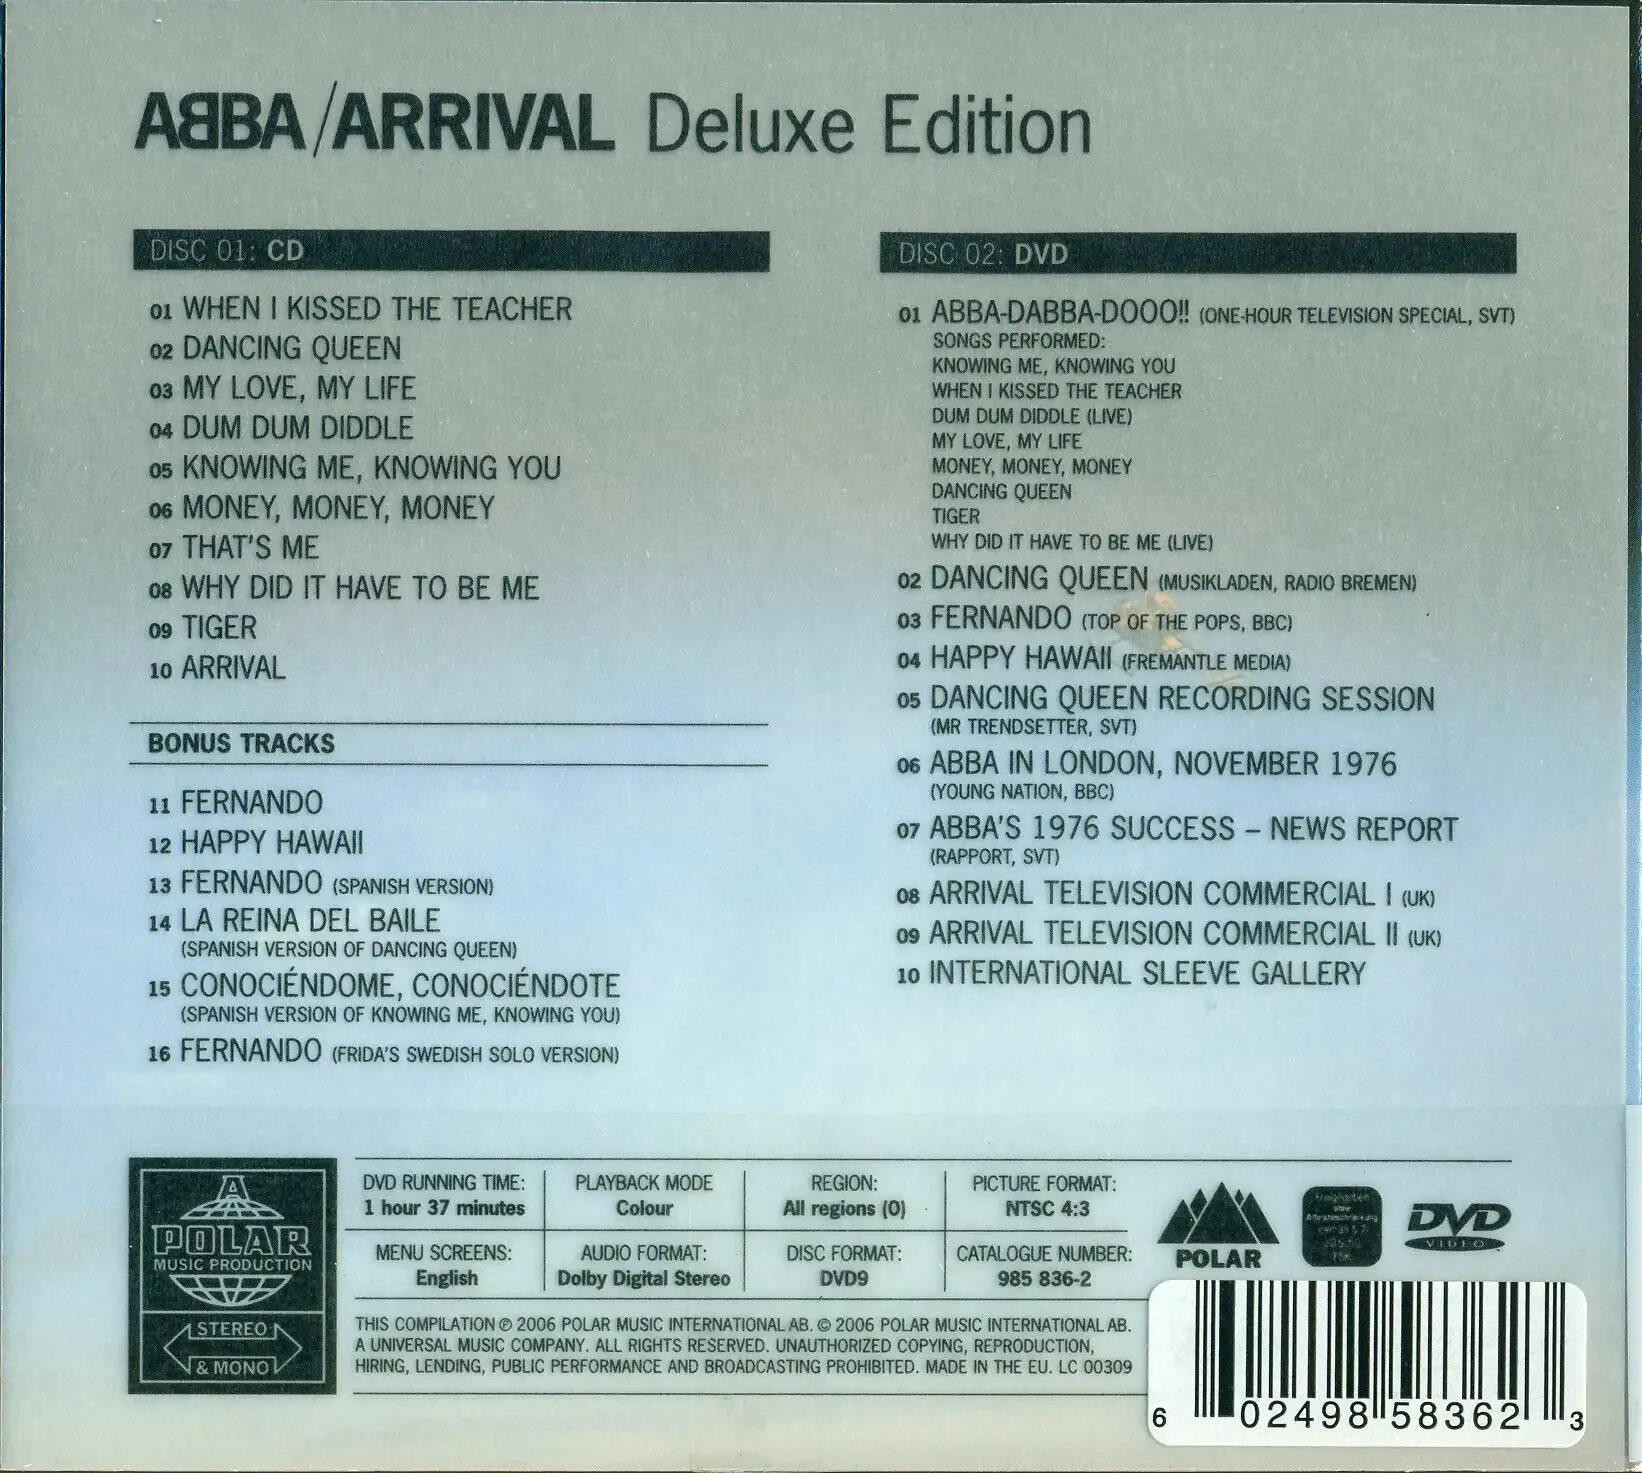 ABBA/ARRIVAL Deluxe Edition
DISC 01: CD
01 WHEN I KISSED THE TEACHER
02 DANCING QUEEN
03 MY LOVE, MY LIFE
04 DUM DUM DIDDLE
05 KNOWING ME, KNOWING YOU
06 MONEY, MONEY, MONEY
07 THAT'S ME
08 WHY DID IT HAVE TO BE ME
09 TIGER
10 ARRIVAL
BONUS TRACKS
11 FERNANDO
12 HAPPY HAWAII
13 FERNANDO (SPANISH VERSION)
14 LA REINA DEL BAILE
(SPANISH VERSION OF DANCING QUEEN)
15 CONOCIÉNDOME, CONOCIÉNDOTE
(SPANISH VERSION OF KNOWING ME, KNOWING YOU)
16 FERNANDO (FRIDA'S SWEDISH SOLO VERSION)
DISC 02: DVD
01 ABBA-DABBA-DOOO!! (ONE-HOUR TELEVISION SPECIAL, SVT)
SONGS PERFORMED:
KNOWING ME, KNOWING YOU
WHEN I KISSED THE TEACHER
DUM DUM DIDDLE (LIVE)
MY LOVE, MY LIFE
MONEY, MONEY, MONEY
DANCING QUEEN
TIGER
WHY DID IT HAVE TO BE ME (LIVE)
02 DANCING QUEEN (MUSIKLADEN, RADIO BREMEN)
03 FERNANDO (TOP OF THE POPS, BBC)
04 HAPPY HAWAII (FREMANTLE MEDIA)
05 DANCING QUEEN RECORDING SESSION
(MR TRENDSETTER, SVT)
06 ABBA IN LONDON, NOVEMBER 1976
(YOUNG NATION, BBC)
07 ABBA'S 1976 SUCCESS – NEWS REPORT
(RAPPORT, SVT)
08 ARRIVAL TELEVISION COMMERCIAL I (UK)
09 ARRIVAL TELEVISION COMMERCIAL II (UK)
10 INTERNATIONAL SLEEVE GALLERY
A
POLAR
MUSIC PRODUCTION
STEREO
& MONO
DVD RUNNING TIME:
1 hour 37 minutes
PLAYBACK MODE
Colour
REGION:
All regions (0)
PICTURE FORMAT:
NTSC 4:3
MENU SCREENS:
English
AUDIO FORMAT:
Dolby Digital Stereo
DISC FORMAT:
DVD9
CATALOGUE NUMBER:
985 836-2
POLAR
DVD
VIDEO
THIS COMPILATION ℗ 2006 POLAR MUSIC INTERNATIONAL AB. © 2006 POLAR MUSIC INTERNATIONAL AB.
A UNIVERSAL MUSIC COMPANY. ALL RIGHTS RESERVED. UNAUTHORIZED COPYING, REPRODUCTION,
HIRING, LENDING, PUBLIC PERFORMANCE AND BROADCASTING PROHIBITED. MADE IN THE EU. LC 00309
6 02498 58362 3